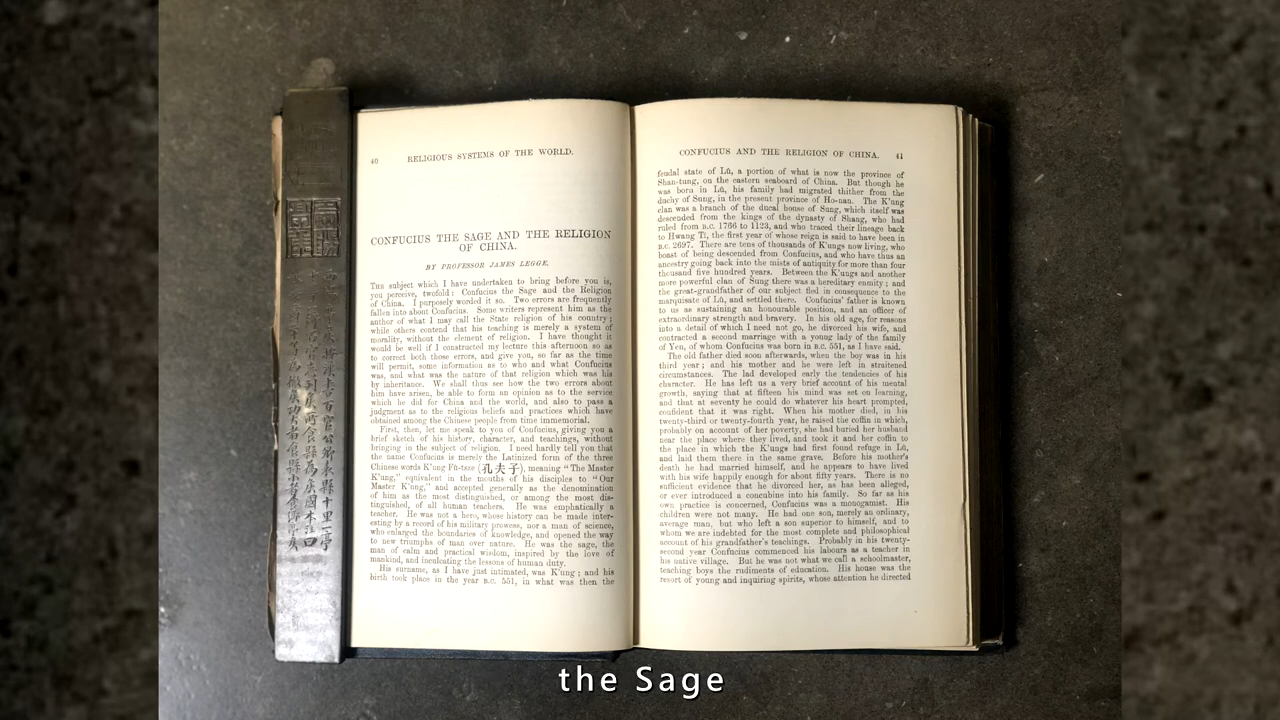 40 RELIGIOUS SYSTEMS OF THE WORLD.
CONFUCIUS THE SAGE AND THE RELIGION
OF CHINA.
BY PROFESSOR JAMES LEGGE.
THE subject which I have undertaken to bring before you is,
you perceive, twofold: Confucius the Sage and the Religion
of China. I purposely worded it so. Two errors are frequently
fallen into about Confucius. Some writers represent him as the
author of what I may call the State religion of his country;
while others contend that his teaching is merely a system of
morality, without the element of religion. I have thought it
would be well if I constructed my lecture this afternoon so as
to correct both those errors, and give you, so far as the time
will permit, some information as to who and what Confucius
was, and what was the nature of that religion which was his
by inheritance. We shall thus see how the two errors about
him have arisen, be able to form an opinion as to the service
which he did for China and the world, and also to pass a
judgment as to the religious beliefs and practices which have
obtained among the Chinese people from time immemorial.
First, then, let me speak to you of Confucius, giving you a
brief sketch of his history, character, and teachings, without
bringing in the subject of religion. I need hardly tell you that
the name Confucius is merely the Latinized form of the three
Chinese words K'ung Fû-tsze (孔夫子), meaning "The Master
K'ung," equivalent in the mouths of his disciples to "Our
Master K'ung," and accepted generally as the denomination
of him as the most distinguished, or among the most dis-
tinguished, of all human teachers. He was emphatically a
teacher. He was not a hero, whose history can be made inter-
esting by a record of his military prowess, nor a man of science,
who enlarged the boundaries of knowledge, and opened the way
to new triumphs of man over nature. He was the sage, the
man of calm and practical wisdom, inspired by the love of
mankind, and inculcating the lessons of human duty.
His surname, as I have just intimated, was K'ung; and his
birth took place in the year B.C. 551, in what was then the
CONFUCIUS AND THE RELIGION OF CHINA. 41
feudal state of Lû, a portion of what is now the province of
Shan-tung, on the eastern seaboard of China. But though he
was born in Lû, his family had migrated thither from the
duchy of Sung, in the present province of Ho-nan. The K'ung
clan was a branch of the ducal house of Sung, which itself was
descended from the kings of the dynasty of Shang, who had
ruled from B.C. 1766 to 1123, and who traced their lineage back
to Hwang Tî, the first year of whose reign is said to have been in
B.C. 2697. There are tens of thousands of K'ungs now living, who
boast of being descended from Confucius, and who have thus an
ancestry going back into the mists of antiquity for more than four
thousand five hundred years. Between the K'ungs and another
more powerful clan of Sung there was a hereditary enmity; and
the great-grandfather of our subject fled in consequence to the
marquisate of Lû, and settled there. Confucius' father is known
to us as sustaining an honourable position, and an officer of
extraordinary strength and bravery. In his old age, for reasons
into a detail of which I need not go, he divorced his wife, and
contracted a second marriage with a young lady of the family
of Yen, of whom Confucius was born in B.C. 551, as I have said.
The old father died soon afterwards, when the boy was in his
third year; and his mother and he were left in straitened
circumstances. The lad developed early the tendencies of his
character. He has left us a very brief account of his mental
growth, saying that at fifteen his mind was set on learning,
and that at seventy he could do whatever his heart prompted,
confident that it was right. When his mother died, in his
twenty-third or twenty-fourth year, he raised the coffin in which,
probably on account of her poverty, she had buried her husband
near the place where they lived, and took it and her coffin to
the place in which the K'ungs had first found refuge in Lû,
and laid them there in the same grave. Before his mother's
death he had married himself, and he appears to have lived
with his wife happily enough for about fifty years. There is no
sufficient evidence that he divorced her, as has been alleged,
or ever introduced a concubine into his family. So far as his
own practice is concerned, Confucius was a monogamist. His
children were not many. He had one son, merely an ordinary,
average man, but who left a son superior to himself, and to
whom we are indebted for the most complete and philosophical
account of his grandfather's teachings. Probably in his twenty-
second year Confucius commenced his labours as a teacher in
his native village. But he was not what we call a schoolmaster,
teaching boys the rudiments of education. His house was the
resort of young and inquiring spirits, whose attention he directed
the Sage